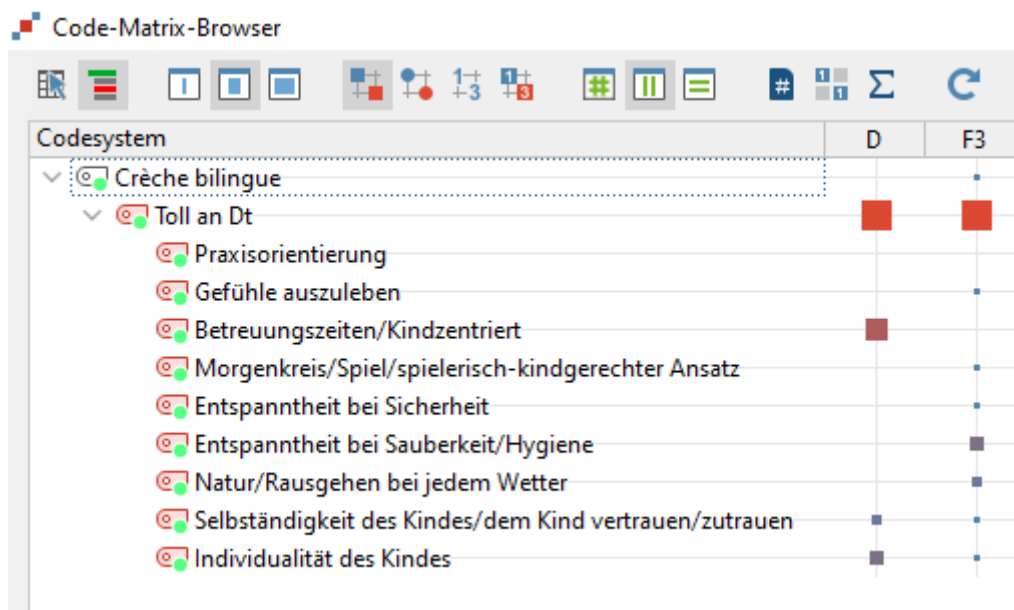 Code-Matrix-Browser
Codesystem D F3
Crèche bilingue
Toll an Dt
Praxisorientierung
Gefühle auszuleben
Betreuungszeiten/Kindzentriert
Morgenkreis/Spiel/spielerisch-kindgerechter Ansatz
Entspanntheit bei Sicherheit
Entspanntheit bei Sauberkeit/Hygiene
Natur/Rausgehen bei jedem Wetter
Selbständigkeit des Kindes/dem Kind vertrauen/zutrauen
Individualität des Kindes